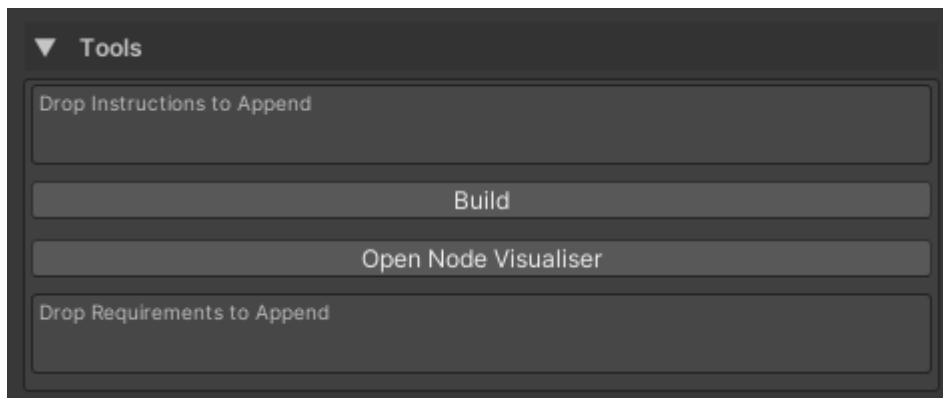 Tools
Drop Instructions to Append
Build
Open Node Visualiser
Drop Requirements to Append